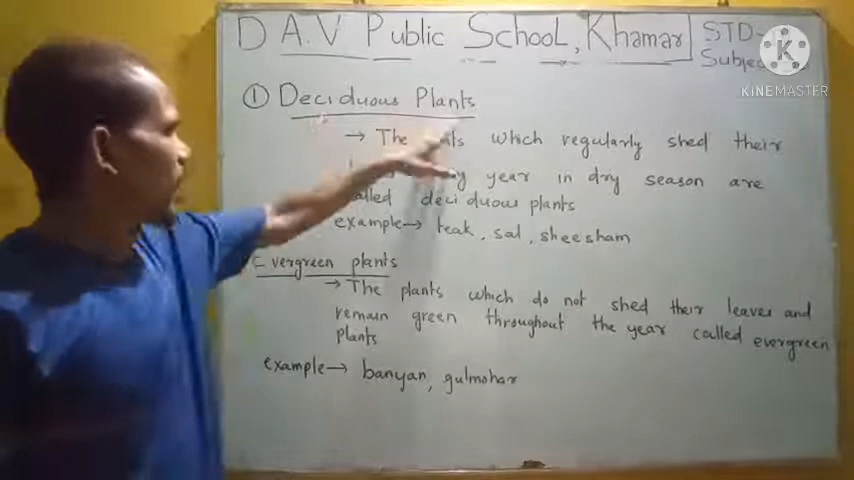 D A.V Public School, Khamar
STD-
Subjec
KINEMASTER
① Deciduous Plants
→ The which regularly shed their
year in dry season are
called deciduous plants
example → teak, sal, sheesham
Evergreen plants
→ The plants which do not shed their leaves and
remain green throughout the year called evergreen
plants
example → banyan, gulmohar